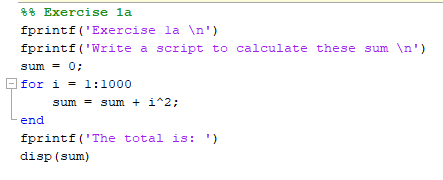 %% Exercise 1a
fprintf('Exercise 1a \n')
fprintf('Write a script to calculate these sum \n')
sum = 0;
for i = 1:1000
    sum = sum + i^2;
end
fprintf('The total is: ')
disp(sum)